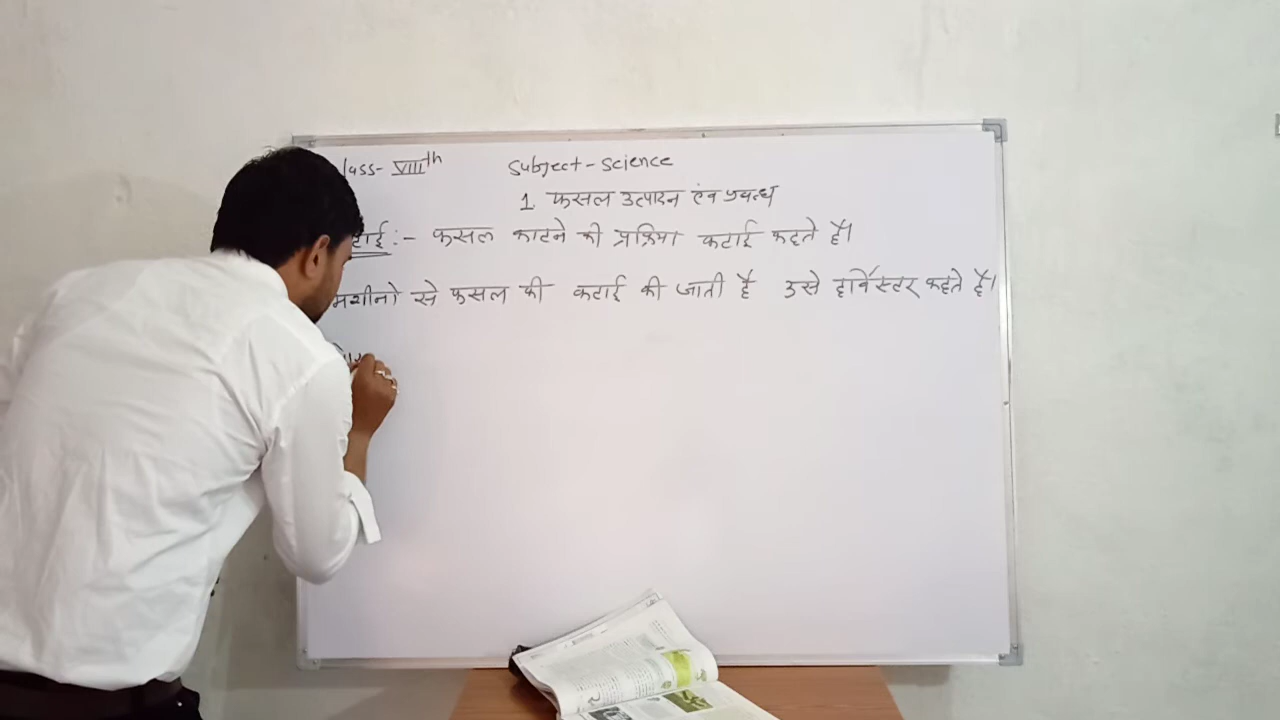 lass- VIIIth Subject-Science
1. फसल उत्पादन एंव प्रबन्ध
टाई :- फसल काटने की प्रक्रिया कटाई कहते है।
मशीनो से फसल की कटाई की जाती है उसे हार्वेस्टर कहते है।